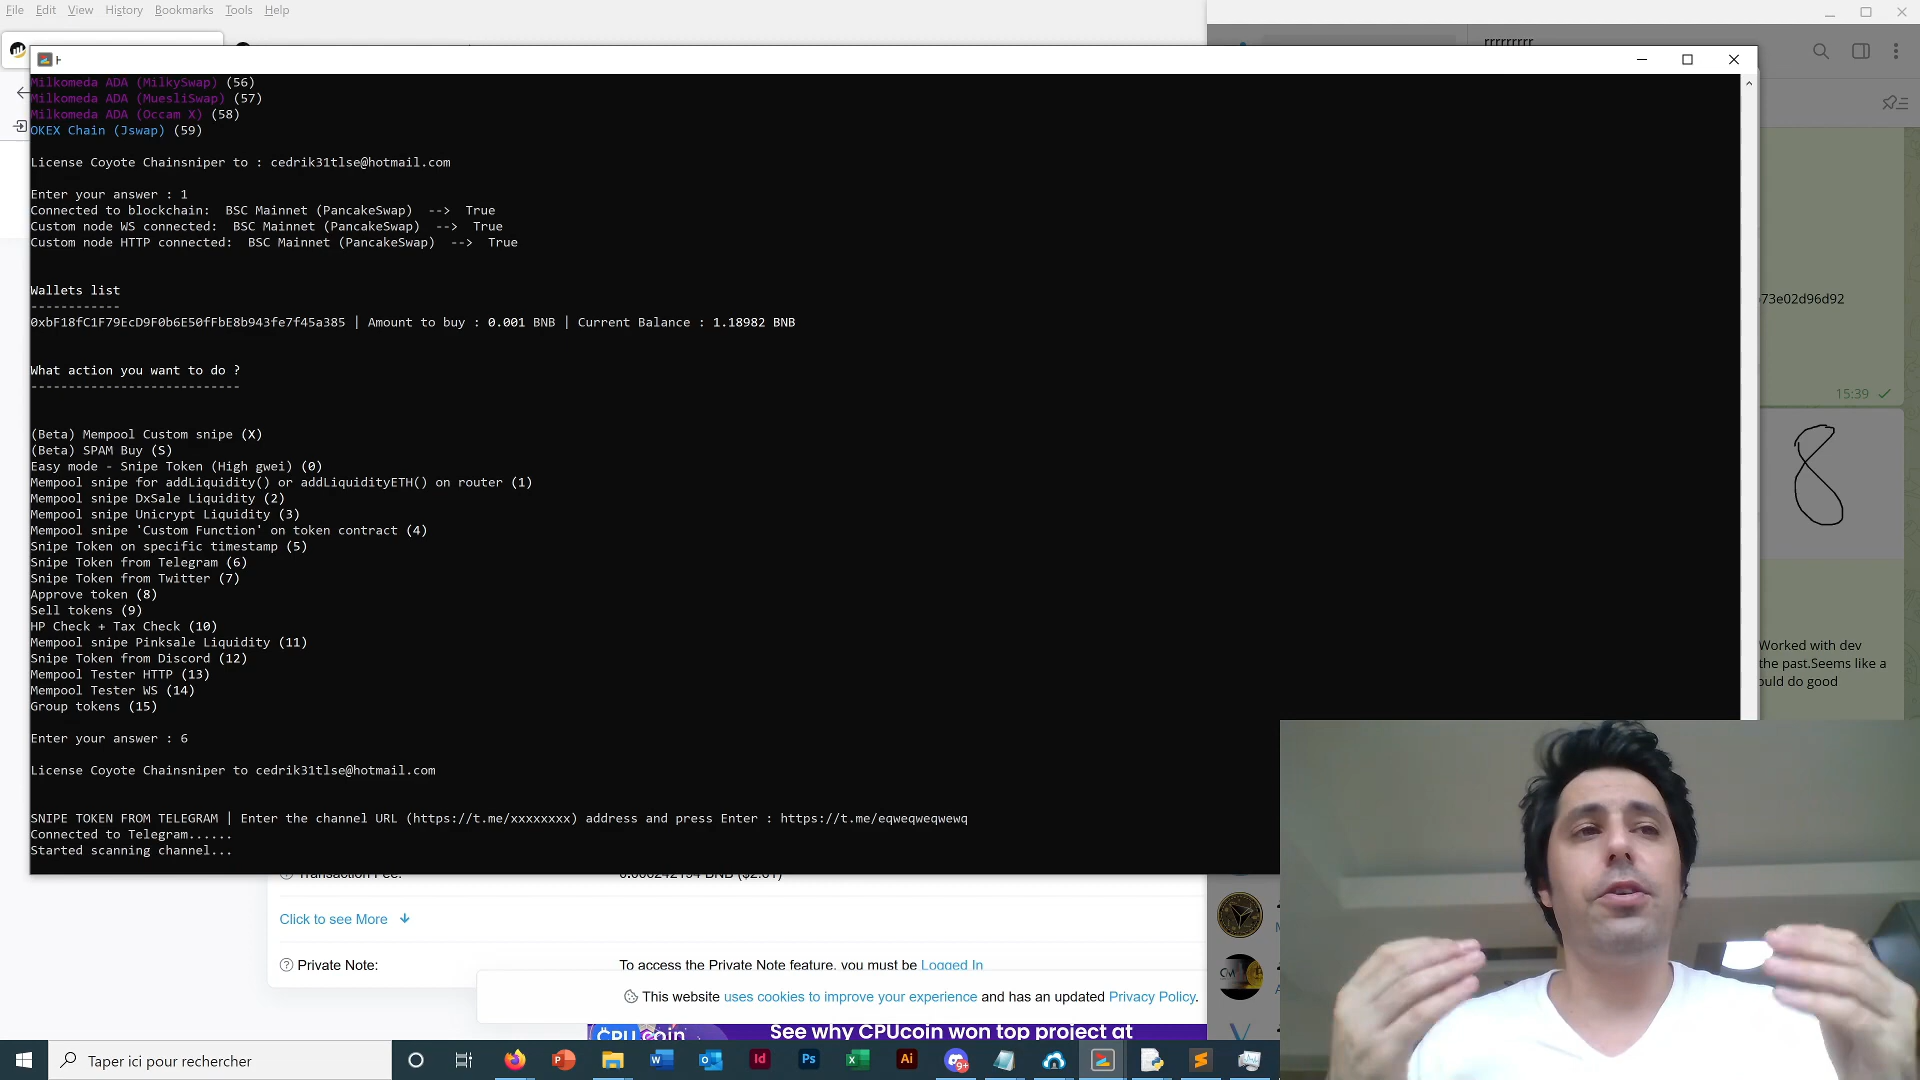 File Edit View History Bookmarks Tools Help
rrrrrrrrr
Milkomeda ADA (MilkySwap) (56)
Milkomeda ADA (MuesliSwap) (57)
Milkomeda ADA (Occam X) (58)
OKEX Chain (Jswap) (59)
License Coyote Chainsniper to : cedrik31tlse@hotmail.com
Enter your answer : 1
Connected to blockchain:  BSC Mainnet (PancakeSwap)  -->  True
Custom node WS connected:  BSC Mainnet (PancakeSwap)  -->  True
Custom node HTTP connected:  BSC Mainnet (PancakeSwap)  -->  True
Wallets list
------------
0xbF18fC1F79EcD9F0b6E50fFbE8b943fe7f45a385 | Amount to buy : 0.001 BNB | Current Balance : 1.18982 BNB
What action you want to do ?
----------------------------
(Beta) Mempool Custom snipe (X)
(Beta) SPAM Buy (S)
Easy mode - Snipe Token (High gwei) (0)
Mempool snipe for addLiquidity() or addLiquidityETH() on router (1)
Mempool snipe DxSale Liquidity (2)
Mempool snipe Unicrypt Liquidity (3)
Mempool snipe 'Custom Function' on token contract (4)
Snipe Token on specific timestamp (5)
Snipe Token from Telegram (6)
Snipe Token from Twitter (7)
Approve token (8)
Sell tokens (9)
HP Check + Tax Check (10)
Mempool snipe Pinksale Liquidity (11)
Snipe Token from Discord (12)
Mempool Tester HTTP (13)
Mempool Tester WS (14)
Group tokens (15)
Enter your answer : 6
License Coyote Chainsniper to cedrik31tlse@hotmail.com
SNIPE TOKEN FROM TELEGRAM | Enter the channel URL (https://t.me/xxxxxxxx) address and press Enter : https://t.me/eqweqweqwewq
Connected to Telegram......
Started scanning channel...
73e02d96d92
15:39
8
Worked with dev
the past.Seems like a
ould do good
Transaction Fee:
Click to see More
Private Note: To access the Private Note feature, you must be Logged In
This website uses cookies to improve your experience and has an updated Privacy Policy.
CPUcoin See why CPUcoin won top project at
Taper ici pour rechercher